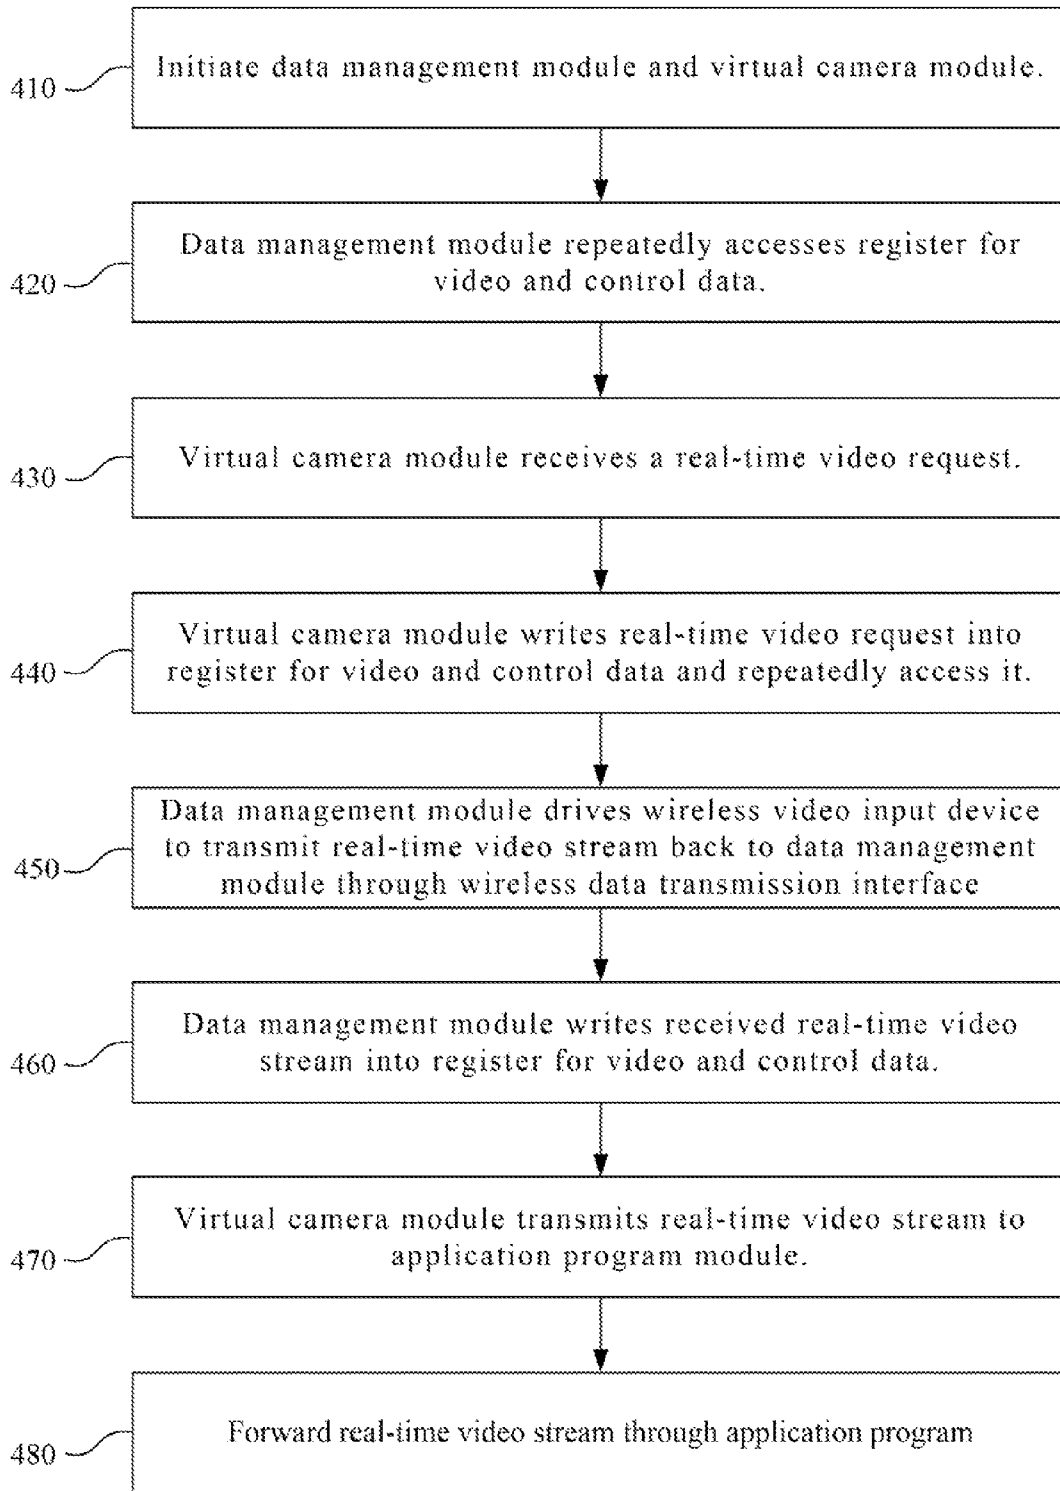 410
Initiate data management module and virtual camera module.
420
Data management module repeatedly accesses register for
video and control data.
430
Virtual camera module receives a real-time video request.
440
Virtual camera module writes real-time video request into
register for video and control data and repeatedly access it.
450
Data management module drives wireless video input device
to transmit real-time video stream back to data management
module through wireless data transmission interface
460
Data management module writes received real-time video
stream into register for video and control data.
470
Virtual camera module transmits real-time video stream to
application program module.
480
Forward real-time video stream through application program